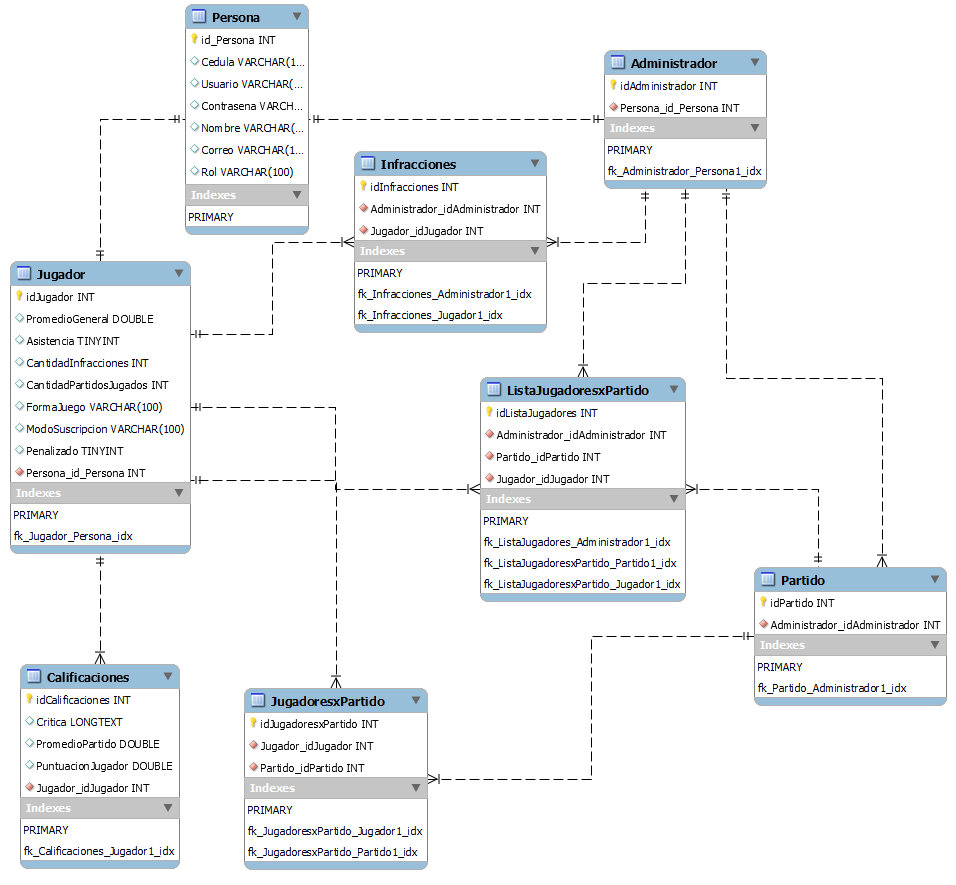 Persona
id_Persona INT
Cedula VARCHAR(1...
Usuario VARCHAR(...
Contrasena VARCH...
Nombre VARCHAR(...
Correo VARCHAR(1...
Rol VARCHAR(100)
Indexes
PRIMARY
Administrador
idAdministrador INT
Persona_id_Persona INT
Indexes
PRIMARY
fk_Administrador_Persona1_idx
Infracciones
idInfracciones INT
Administrador_idAdministrador INT
Jugador_idJugador INT
Indexes
PRIMARY
fk_Infracciones_Administrador1_idx
fk_Infracciones_Jugador1_idx
Jugador
idJugador INT
PromedioGeneral DOUBLE
Asistencia TINYINT
CantidadInfracciones INT
CantidadPartidosJugados INT
FormaJuego VARCHAR(100)
ModoSuscripcion VARCHAR(100)
Penalizado TINYINT
Persona_id_Persona INT
Indexes
PRIMARY
fk_Jugador_Persona_idx
ListaJugadoresxPartido
idListaJugadores INT
Administrador_idAdministrador INT
Partido_idPartido INT
Jugador_idJugador INT
Indexes
PRIMARY
fk_ListaJugadores_Administrador1_idx
fk_ListaJugadoresxPartido_Partido1_idx
fk_ListaJugadoresxPartido_Jugador1_idx
Partido
idPartido INT
Administrador_idAdministrador INT
Indexes
PRIMARY
fk_Partido_Administrador1_idx
Calificaciones
idCalificaciones INT
Critica LONGTEXT
PromedioPartido DOUBLE
PuntuacionJugador DOUBLE
Jugador_idJugador INT
Indexes
PRIMARY
fk_Calificaciones_Jugador1_idx
JugadoresxPartido
idJugadoresxPartido INT
Jugador_idJugador INT
Partido_idPartido INT
Indexes
PRIMARY
fk_JugadoresxPartido_Jugador1_idx
fk_JugadoresxPartido_Partido1_idx